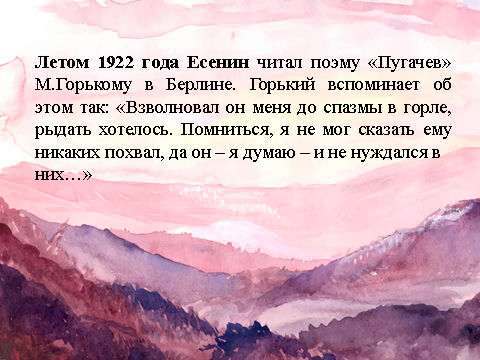 Летом 1922 года Есенин читал поэму «Пугачев»
М.Горькому в Берлине. Горький вспоминает об
этом так: «Взволновал он меня до спазмы в горле,
рыдать хотелось. Помниться, я не мог сказать ему
никаких похвал, да он – я думаю – и не нуждался в
них…»